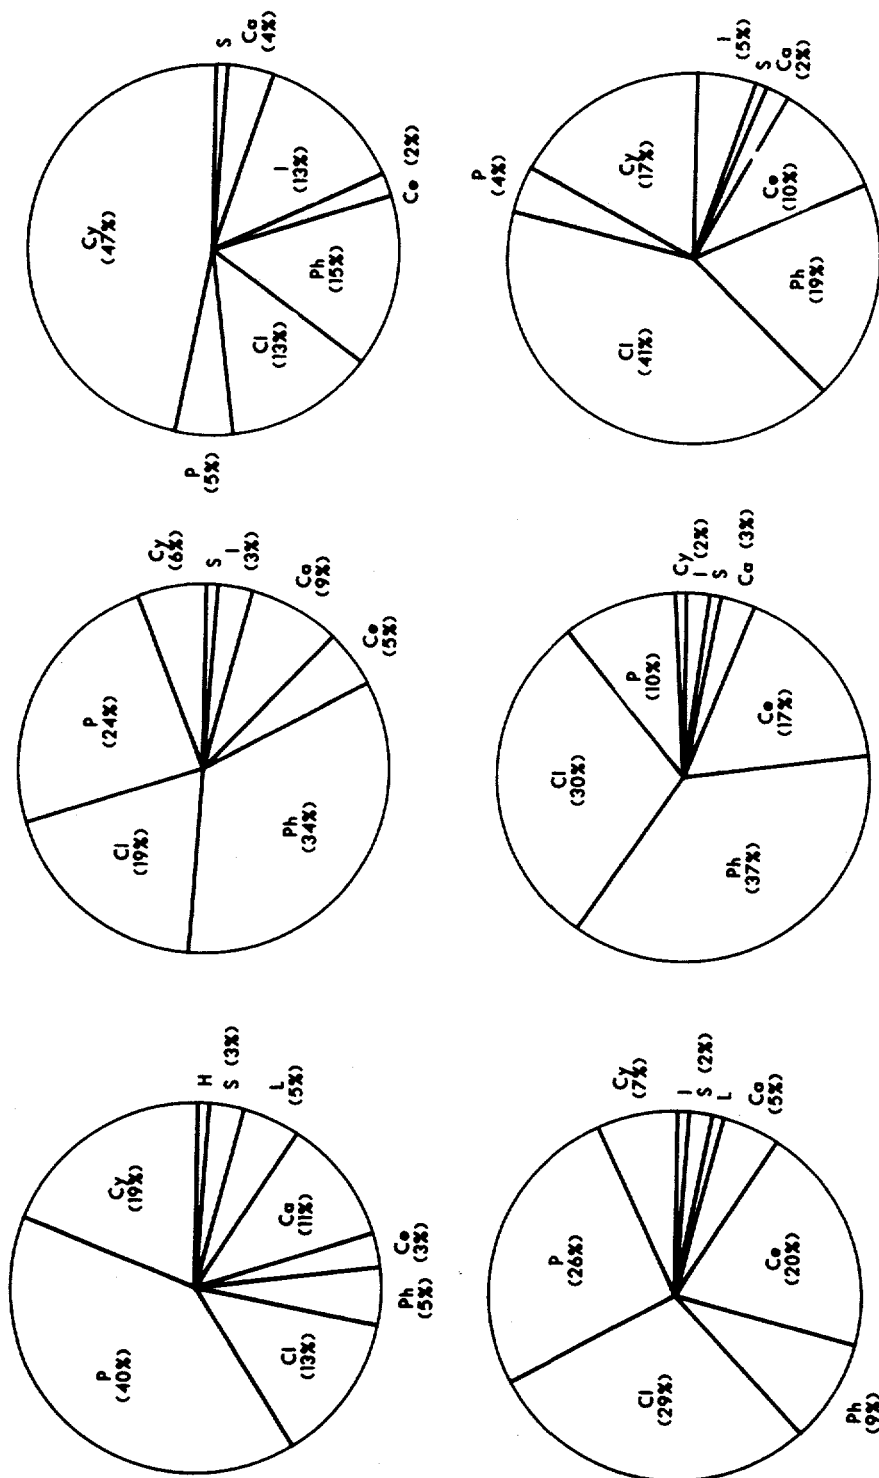 P
(40%)
Cy
(19%)
H
S (3%)
L
(5%)
Ca
(11%)
Ce
(3%)
Ph
(5%)
Cl
(13%)
P
(24%)
Cy
(6%)
S
I
(3%)
Ca
(9%)
Ce
(5%)
Ph
(34%)
Cl
(19%)
Cy
(47%)
S
Ca
(4%)
I
(13%)
Ce (2%)
Ph
(15%)
Cl
(13%)
P
(5%)
P
(26%)
Cy
(7%)
I
S (2%)
L
Ca
(5%)
Ce
(20%)
Ph
(9%)
Cl
(29%)
Cl
(30%)
P
(10%)
Cy
I (2%)
S
Ca (3%)
Ce
(17%)
Ph
(37%)
P
(4%)
Cy
(17%)
I
(5%)
S
Ca
(2%)
Ce
(10%)
Ph
(19%)
Cl
(41%)